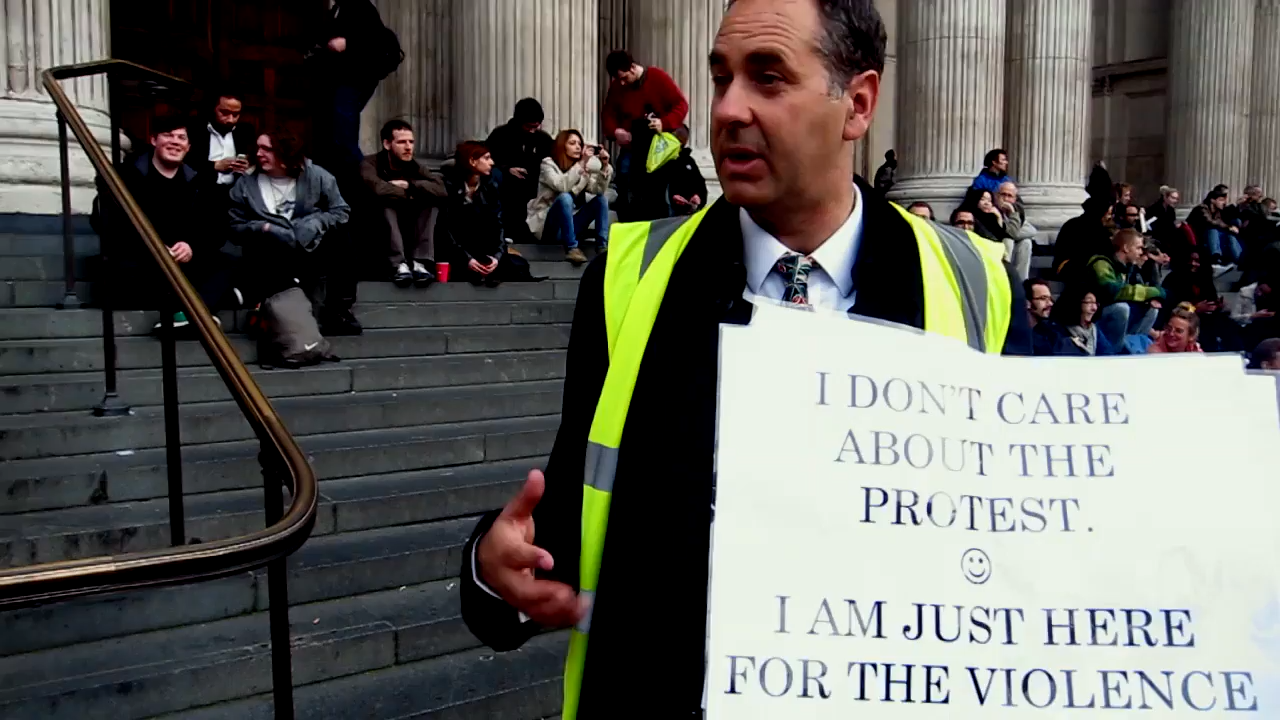 I DON'T CARE
ABOUT THE
PROTEST.
☺
I AM JUST HERE
FOR THE VIOLENCE